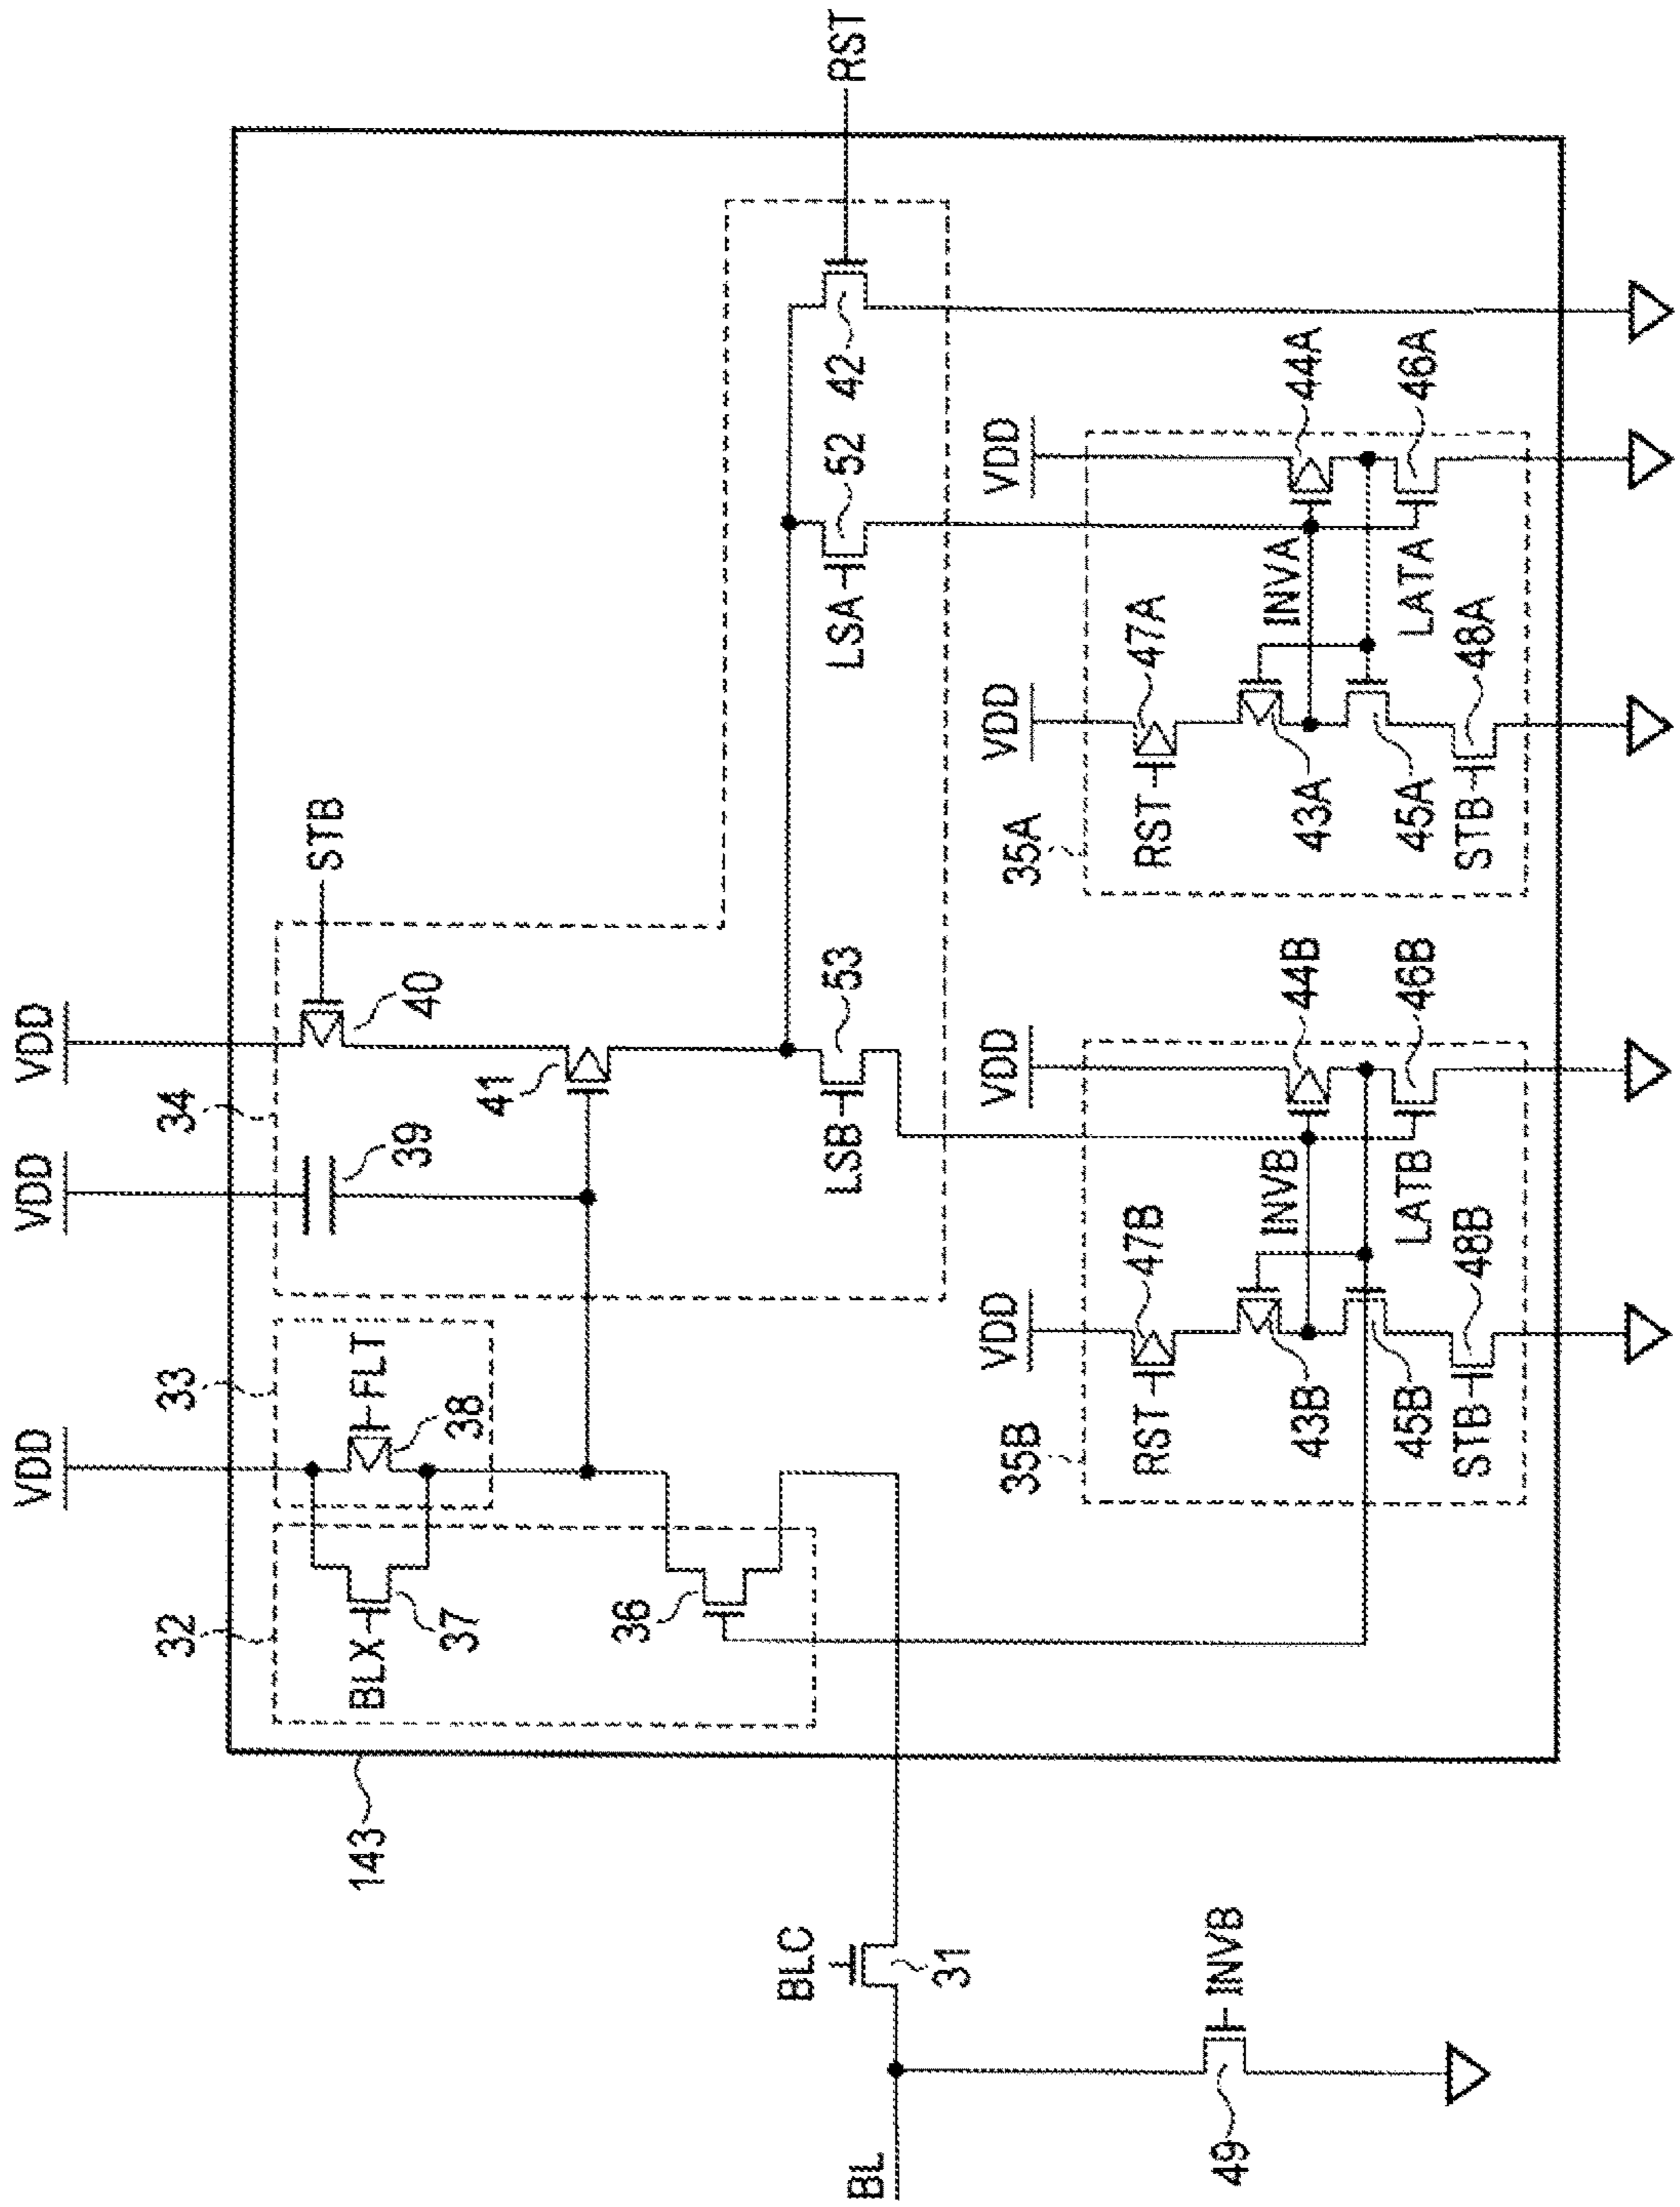 VDD
VDD
VDD
34
33
32
STB
40
39
41
FLT
38
BLX
37
36
143
RST
42
52
LSA
53
LSB
BLC
31
BL
49
INVB
35B
VDD
VDD
RST
47B
43B
INVB
44B
45B
LATB
46B
STB
48B
35A
VDD
VDD
RST
47A
43A
INVA
44A
45A
LATA
46A
STB
48A